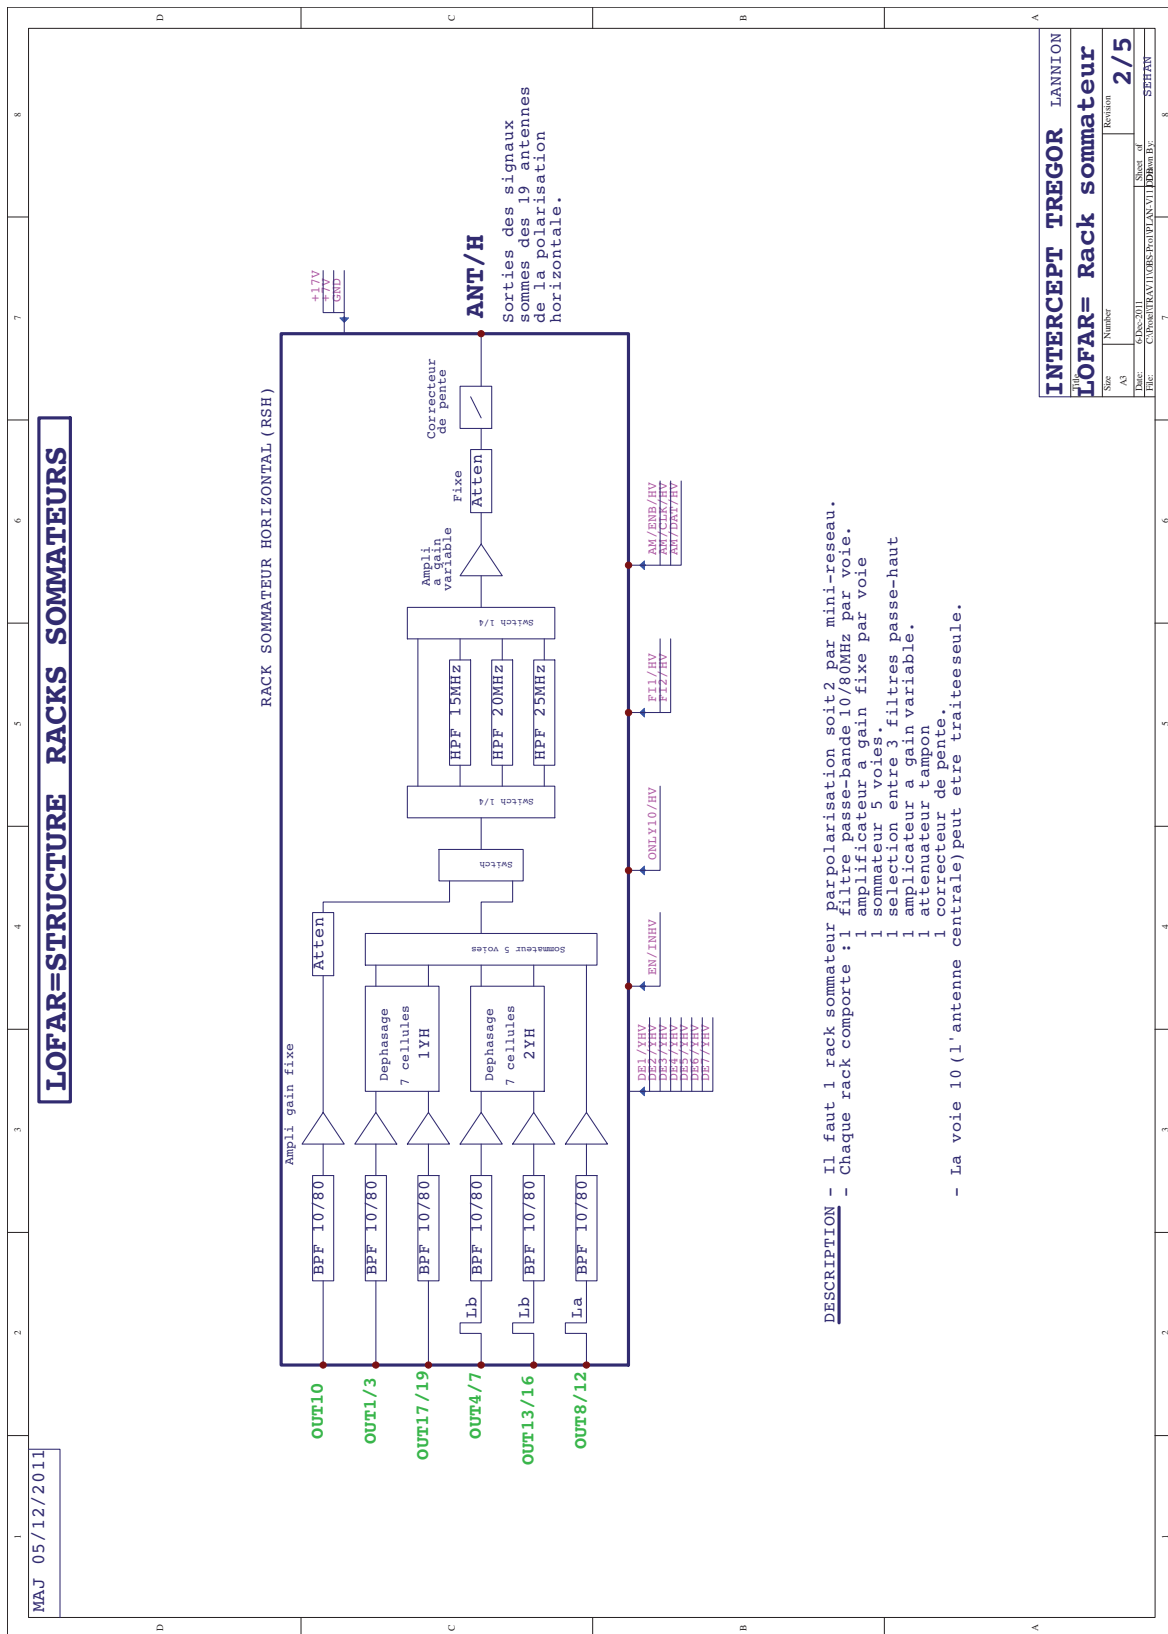 MAJ 05/12/2011
LOFAR=STRUCTURE RACKS SOMMATEURS
RACK SOMMATEUR HORIZONTAL(RSH)
+17V
+7V
GND
Ampli gain fixe
OUT10
BPF 10/80
Atten
OUT1/3
BPF 10/80
OUT17/19
BPF 10/80
Dephasage
7 cellules
1YH
OUT4/7
Lb
BPF 10/80
OUT13/16
Lb
BPF 10/80
Dephasage
7 cellules
2YH
OUT8/12
La
BPF 10/80
Sommateur 5 voies
Switch
Switch 1/4
HPF 15MHz
HPF 20MHz
HPF 25MHz
Switch 1/4
Ampli
a gain
variable
Fixe
Atten
Correcteur
de pente
ANT/H
Sorties des signaux
sommes des 19 antennes
de la polarisation
horizontale.
DE1/YHV
DE2/YHV
DE3/YHV
DE4/YHV
DE5/YHV
DE6/YHV
DE7/YHV
EN/INHV
ONLY10/HV
FI1/HV
FI2/HV
AM/ENB/HV
AM/CLK/HV
AM/DAT/HV
DESCRIPTION - Il faut 1 rack sommateur parpolarisation soit2 par mini-reseau.
- Chaque rack comporte :1 filtre passe-bande 10/80MHz par voie.
1 amplificateur a gain fixe par voie
1 sommateur 5 voies.
1 selection entre 3 filtres passe-haut
1 amplicateur a gain variable.
1 attenuateur tampon
1 correcteur de pente.
- La voie 10(l'antenne centrale)peut etre traiteeseule.
INTERCEPT TREGOR LANNION
Title
LOFAR= Rack sommateur
Size
A3
Number
Revision
2/5
Date:
6-Dec-2011
Sheet of
File:
Drawn By:
SEHAN
1
2
3
4
5
6
7
8
1
2
3
4
5
6
7
8
D
C
B
A
D
C
B
A